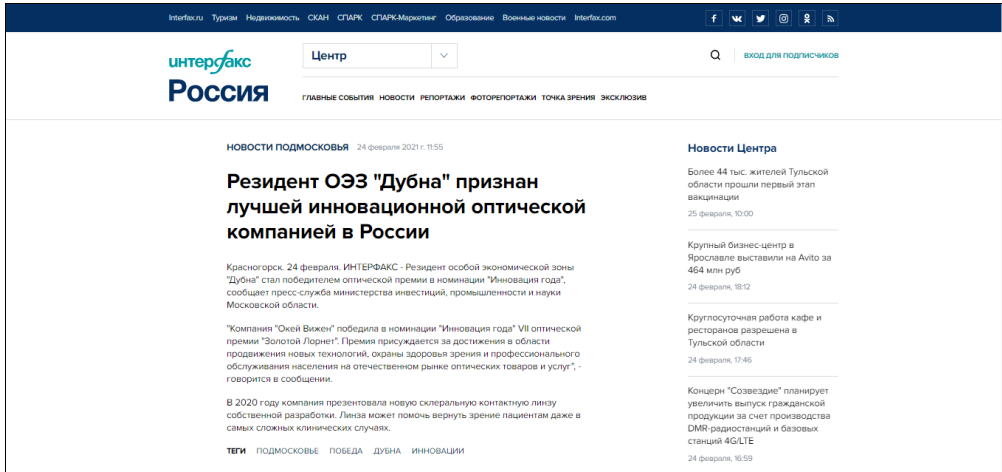 Interfax.ru Туризм Недвижимость СКАН СПАРК СПАРК-Маркетинг Образование Военные новости Interfax.com
интерфакс
Россия
Центр
ВХОД ДЛЯ ПОДПИСЧИКОВ
ГЛАВНЫЕ СОБЫТИЯ НОВОСТИ РЕПОРТАЖИ ФОТОРЕПОРТАЖИ ТОЧКА ЗРЕНИЯ ЭКСКЛЮЗИВ
НОВОСТИ ПОДМОСКОВЬЯ 24 февраля 2021 г. 11:55
Резидент ОЭЗ "Дубна" признан
лучшей инновационной оптической
компанией в России
Красногорск. 24 февраля. ИНТЕРФАКС - Резидент особой экономической зоны
"Дубна" стал победителем оптической премии в номинации "Инновация года",
сообщает пресс-служба министерства инвестиций, промышленности и науки
Московской области.
"Компания "Окей Вижен" победила в номинации "Инновация года" VII оптической
премии "Золотой Лорнет". Премия присуждается за достижения в области
продвижения новых технологий, охраны здоровья зрения и профессионального
обслуживания населения на отечественном рынке оптических товаров и услуг", -
говорится в сообщении.
В 2020 году компания презентовала новую склеральную контактную линзу
собственной разработки. Линза может помочь вернуть зрение пациентам даже в
самых сложных клинических случаях.
ТЕГИ ПОДМОСКОВЬЕ ПОБЕДА ДУБНА ИННОВАЦИИ
Новости Центра
Более 44 тыс. жителей Тульской
области прошли первый этап
вакцинации
25 февраля, 10:00
Крупный бизнес-центр в
Ярославле выставили на Avito за
464 млн руб
24 февраля, 18:12
Круглосуточная работа кафе и
ресторанов разрешена в
Тульской области
24 февраля, 17:46
Концерн "Созвездие" планирует
увеличить выпуск гражданской
продукции за счет производства
DMR-радиостанций и базовых
станций 4G/LTE
24 февраля, 16:59